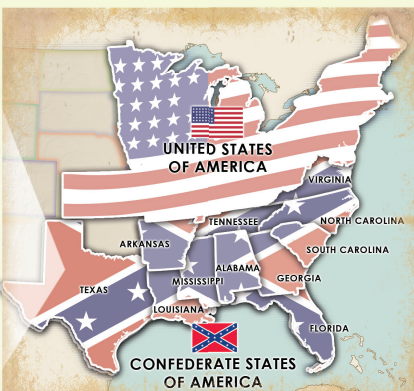 UNITED STATES
OF AMERICA
VIRGINIA
TENNESSEE
NORTH CAROLINA
ARKANSAS
SOUTH CAROLINA
ALABAMA
MISSISSIPPI
GEORGIA
TEXAS
LOUISIANA
FLORIDA
CONFEDERATE STATES
OF AMERICA